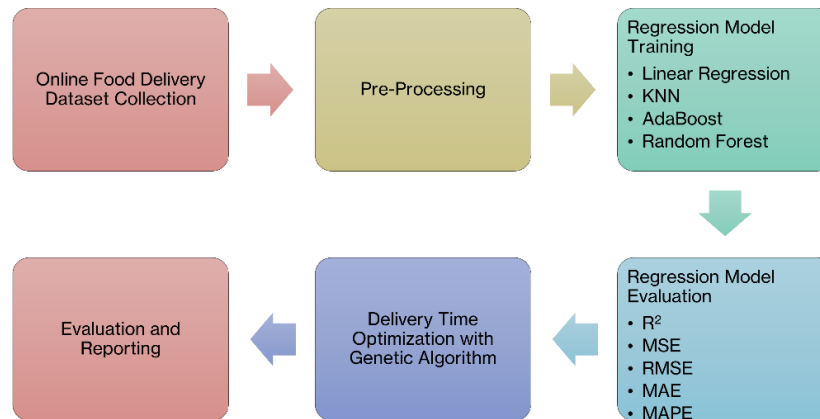 Online Food Delivery
Dataset Collection
Pre-Processing
Regression Model
Training
• Linear Regression
• KNN
• AdaBoost
• Random Forest
Regression Model
Evaluation
• R²
• MSE
• RMSE
• MAE
• MAPE
Delivery Time
Optimization with
Genetic Algorithm
Evaluation and
Reporting